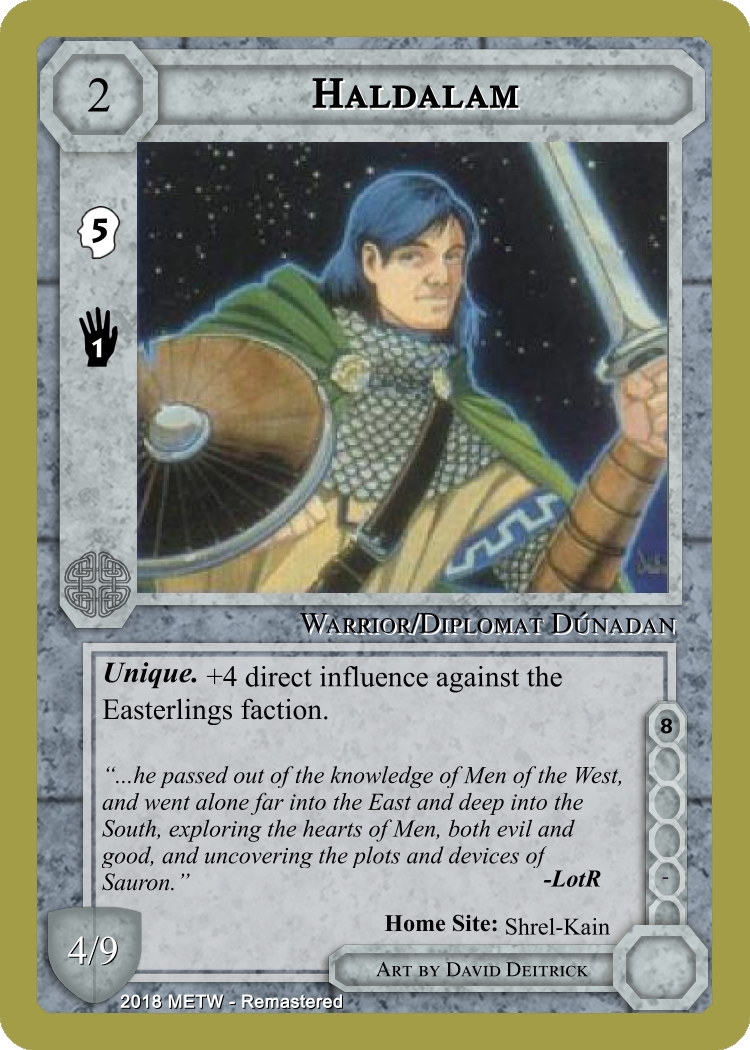 2
HALDALAM
5
1
WARRIOR/DIPLOMAT DÚNADAN
Unique. +4 direct influence against the
Easterlings faction.
8
“...he passed out of the knowledge of Men of the West,
and went alone far into the East and deep into the
South, exploring the hearts of Men, both evil and
good, and uncovering the plots and devices of
Sauron.” -LotR
-
Home Site: Shrel-Kain
4/9
ART BY DAVID DEITRICK
2018 METW - Remastered